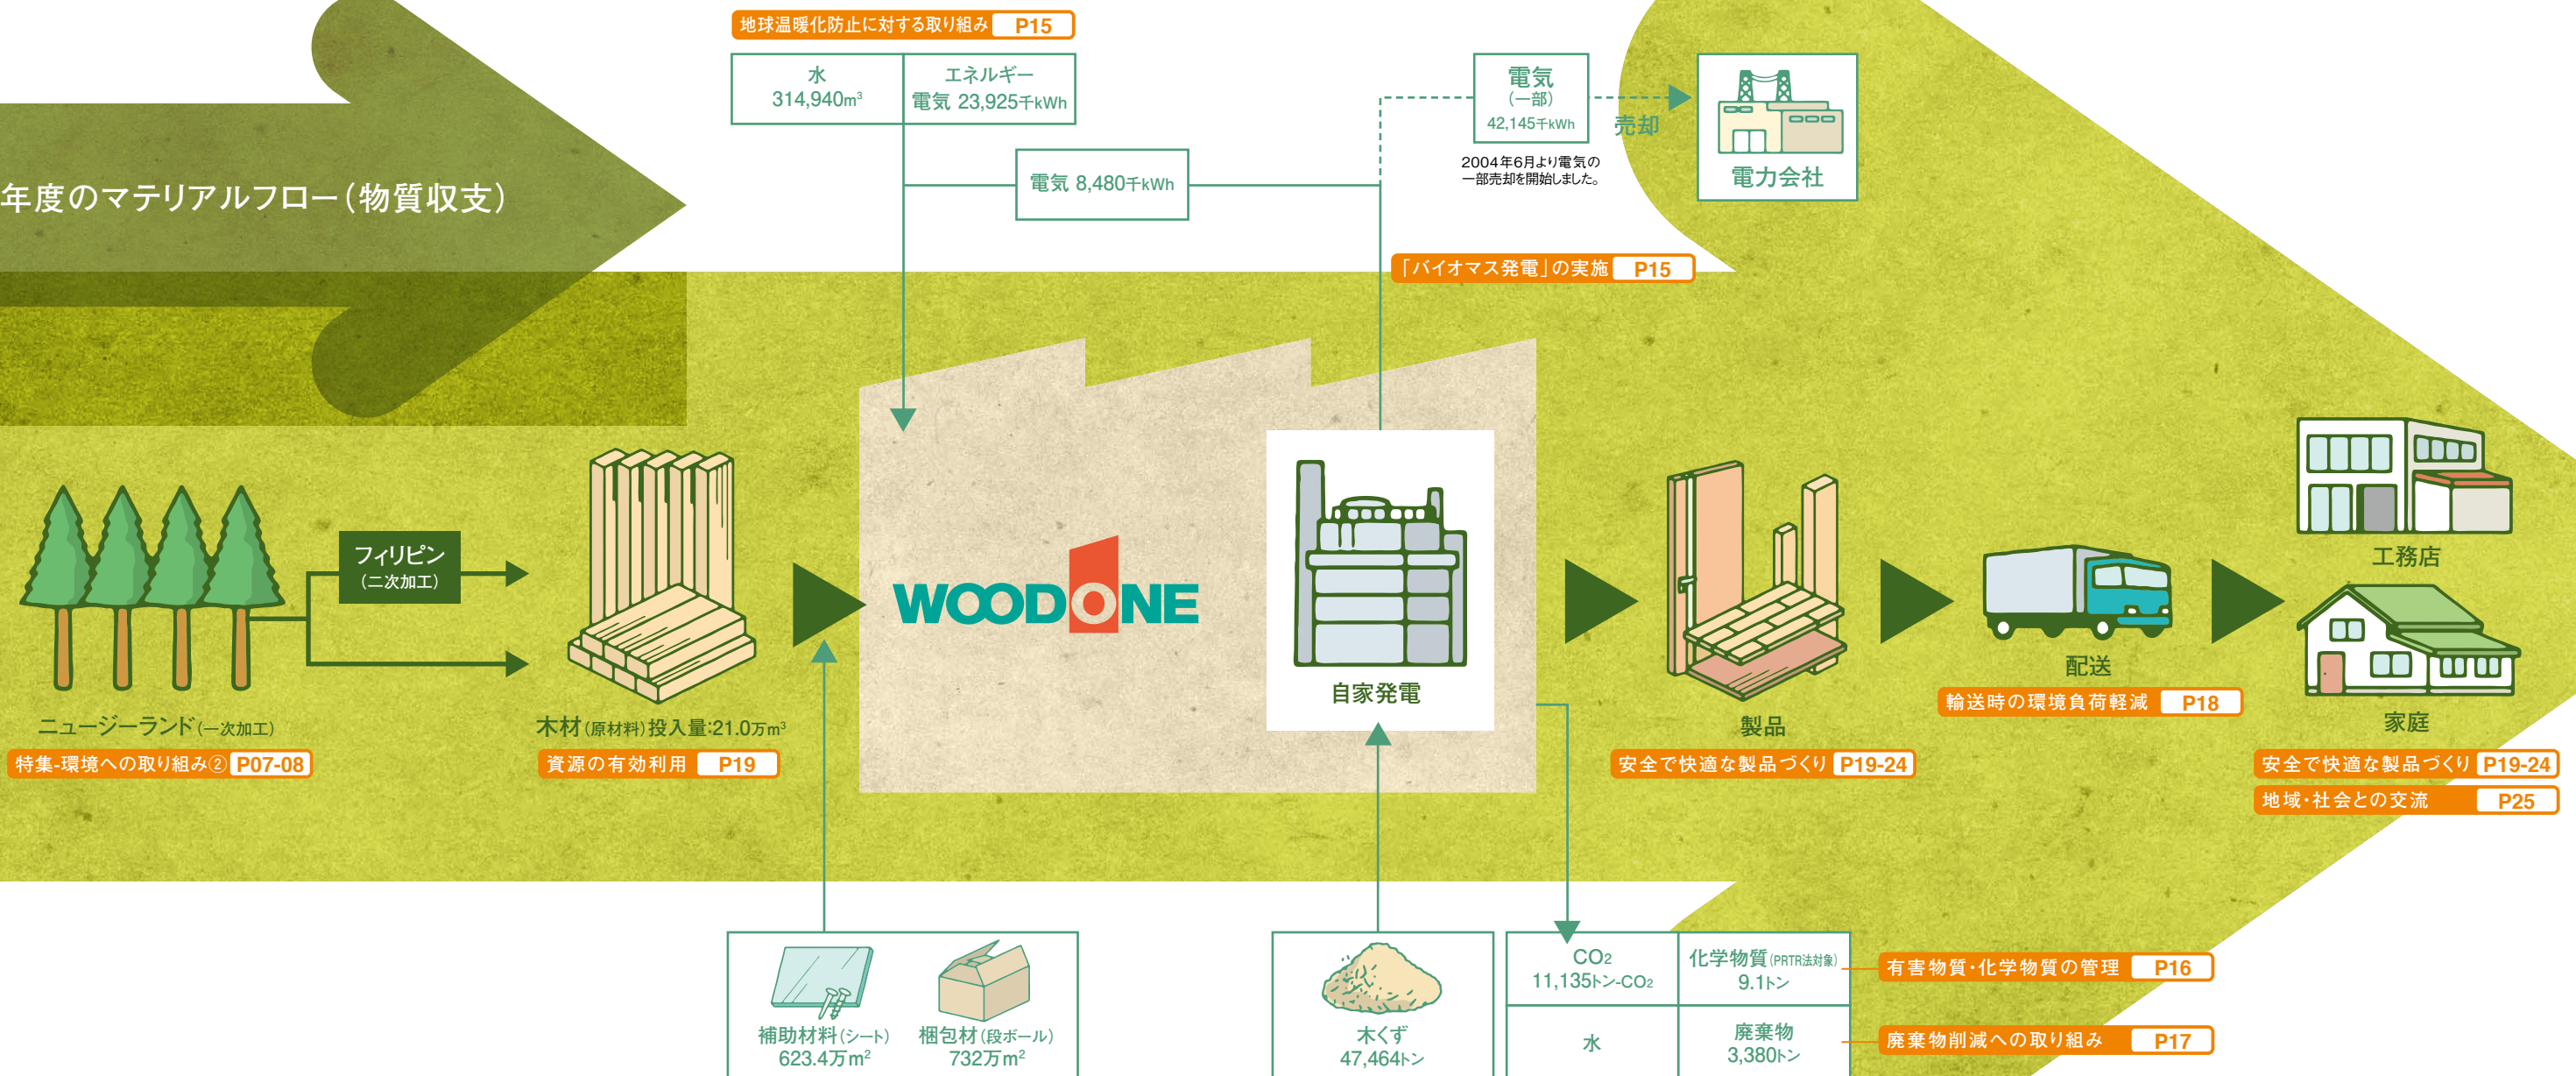 地球温暖化防止に対する取り組み P15
水
314,940m³
エネルギー
電気 23,925千kWh
電気
(一部)
42,145千kWh
売却
電力会社
2004年6月より電気の
一部売却を開始しました。
電気 8,480千kWh
年度のマテリアルフロー(物質収支)
「バイオマス発電」の実施 P15
フィリピン
(二次加工)
ニュージーランド(一次加工)
特集-環境への取り組み② P07-08
木材(原材料)投入量:21.0万m³
資源の有効利用 P19
WOODONE
自家発電
製品
安全で快適な製品づくり P19-24
配送
輸送時の環境負荷軽減 P18
工務店
家庭
安全で快適な製品づくり P19-24
地域・社会との交流 P25
補助材料(シート)
623.4万m²
梱包材(段ボール)
732万m²
木くず
47,464トン
CO₂
11,135トン-CO₂
化学物質(PRTR法対象)
9.1トン
水
廃棄物
3,380トン
有害物質・化学物質の管理 P16
廃棄物削減への取り組み P17